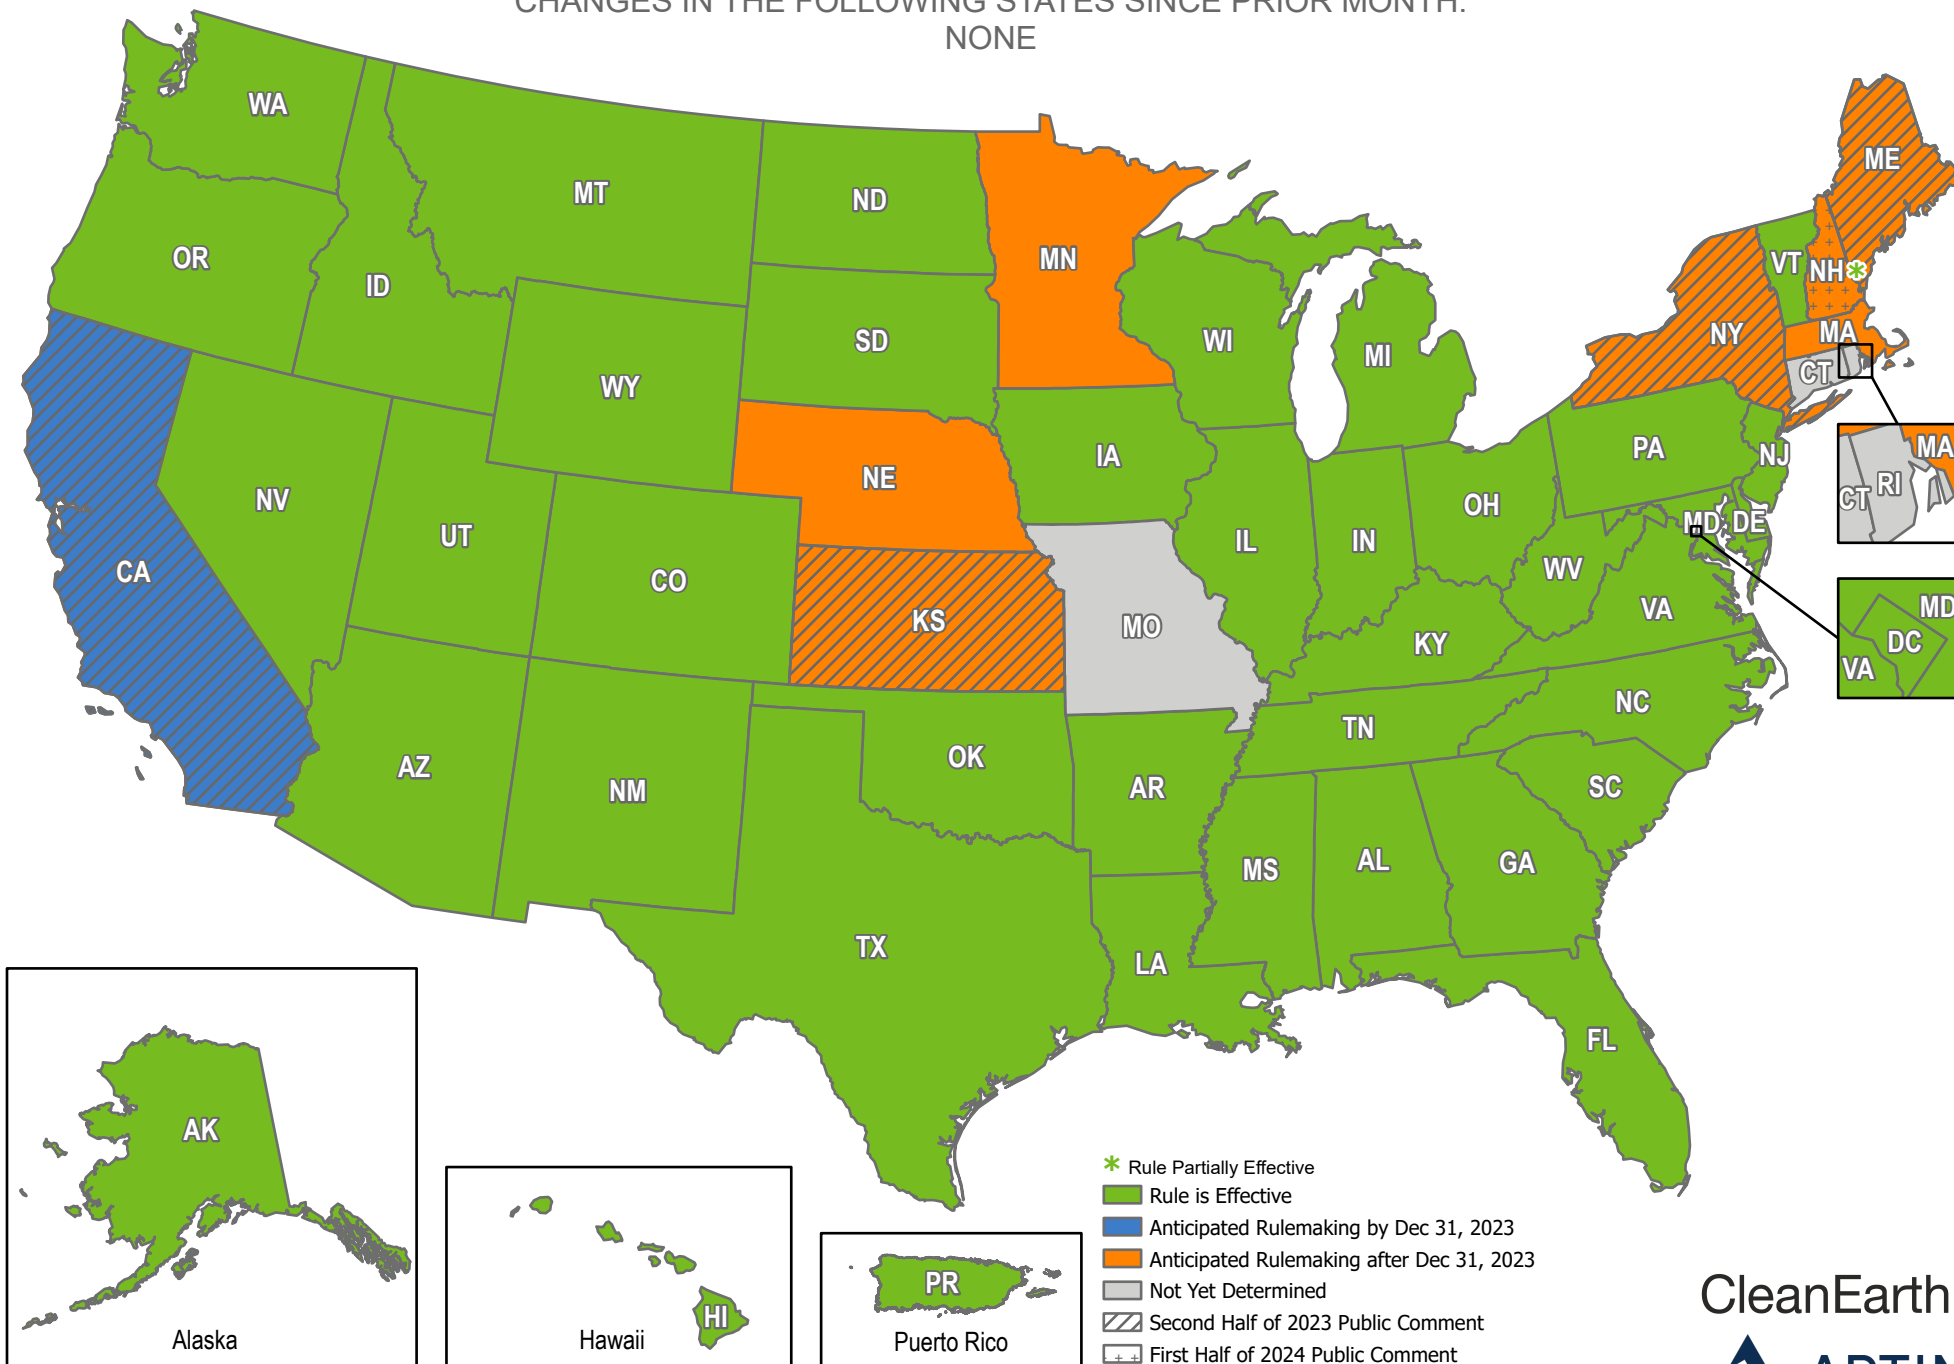 CHANGES IN THE FOLLOWING STATES SINCE PRIOR MONTH:
NONE
WA
MT
ND
MN
ME
OR
ID
SD
WI
MI
VT
NH
*
WY
NY
MA
CT
IA
NE
PA
NJ
MA
RI
CT
NV
UT
CO
IL
IN
OH
MD
DE
CA
KS
MO
WV
KY
VA
MD
DC
VA
NC
TN
AZ
NM
OK
AR
SC
MS
AL
GA
TX
LA
FL
AK
Alaska
HI
Hawaii
PR
Puerto Rico
* Rule Partially Effective
Rule is Effective
Anticipated Rulemaking by Dec 31, 2023
Anticipated Rulemaking after Dec 31, 2023
Not Yet Determined
Second Half of 2023 Public Comment
First Half of 2024 Public Comment
CleanEarth